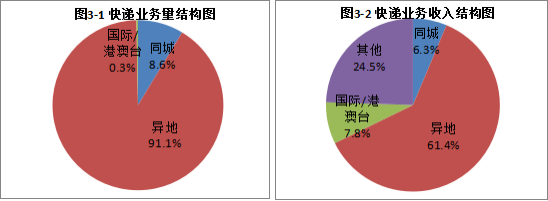 图3-1 快递业务量结构图
国际/港澳台
0.3%
同城
8.6%
异地
91.1%
图3-2 快递业务收入结构图
同城
6.3%
其他
24.5%
国际/港
澳台
7.8%
异地
61.4%